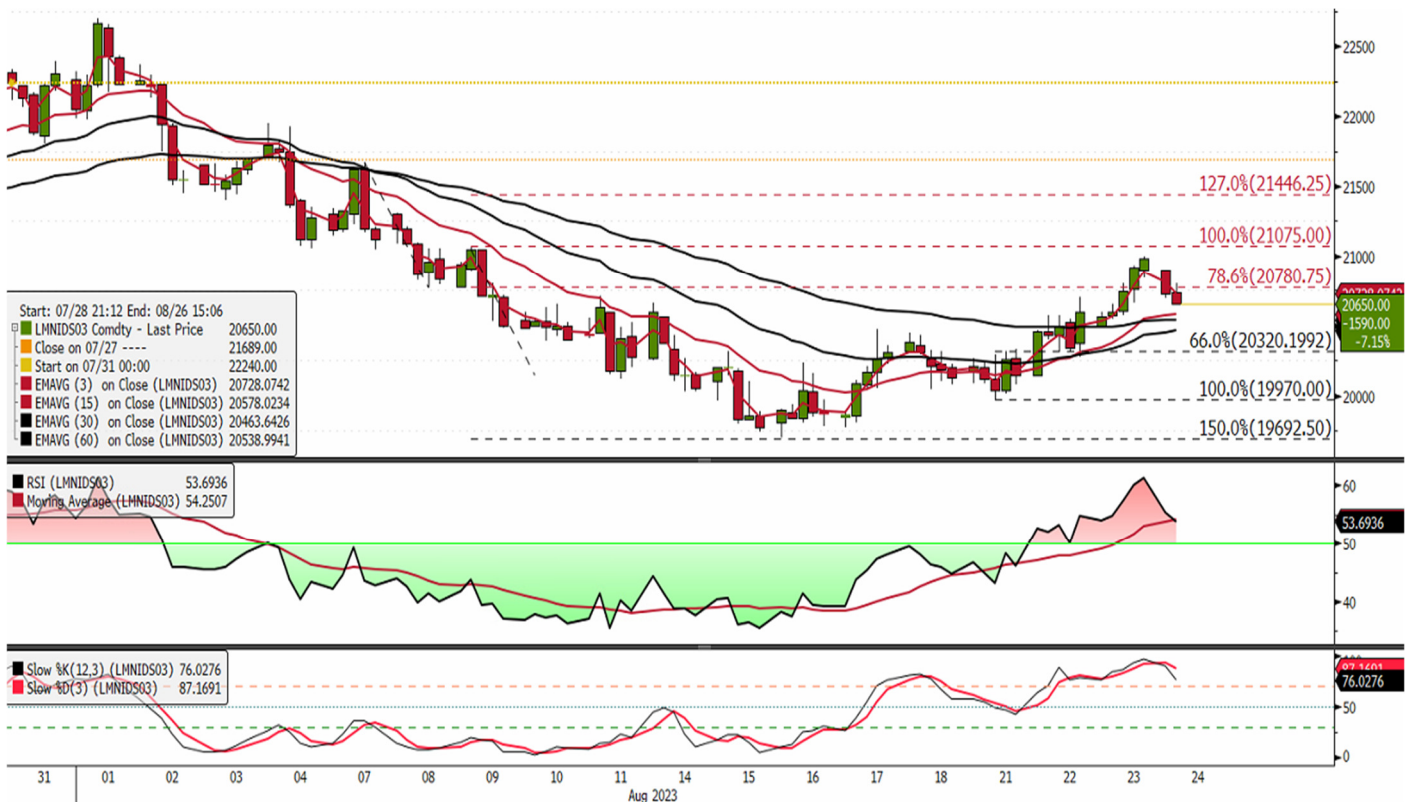 22500
22000
127.0%(21446.25)
21500
100.0%(21075.00)
21000
78.6%(20780.75)
20728.0742
20650.00
-1590.00
-7.15%
66.0%(20320.1992)
100.0%(19970.00)
20000
150.0%(19692.50)
Start: 07/28 21:12 End: 08/26 15:06
LMNIDS03 Comdty - Last Price 20650.00
Close on 07/27 ---- 21689.00
Start on 07/31 00:00 22240.00
EMAVG (3) on Close (LMNIDS03) 20728.0742
EMAVG (15) on Close (LMNIDS03) 20578.0234
EMAVG (30) on Close (LMNIDS03) 20463.6426
EMAVG (60) on Close (LMNIDS03) 20538.9941
RSI (LMNIDS03) 53.6936
Moving Average (LMNIDS03) 54.2507
60
53.6936
50
40
Slow %K(12,3) (LMNIDS03) 76.0276
Slow %D(3) (LMNIDS03) 87.1691
87.1691
76.0276
50
0
31 01 02 03 04 07 08 09 10 11 14 15 16 17 18 21 22 23 24
Aug 2023